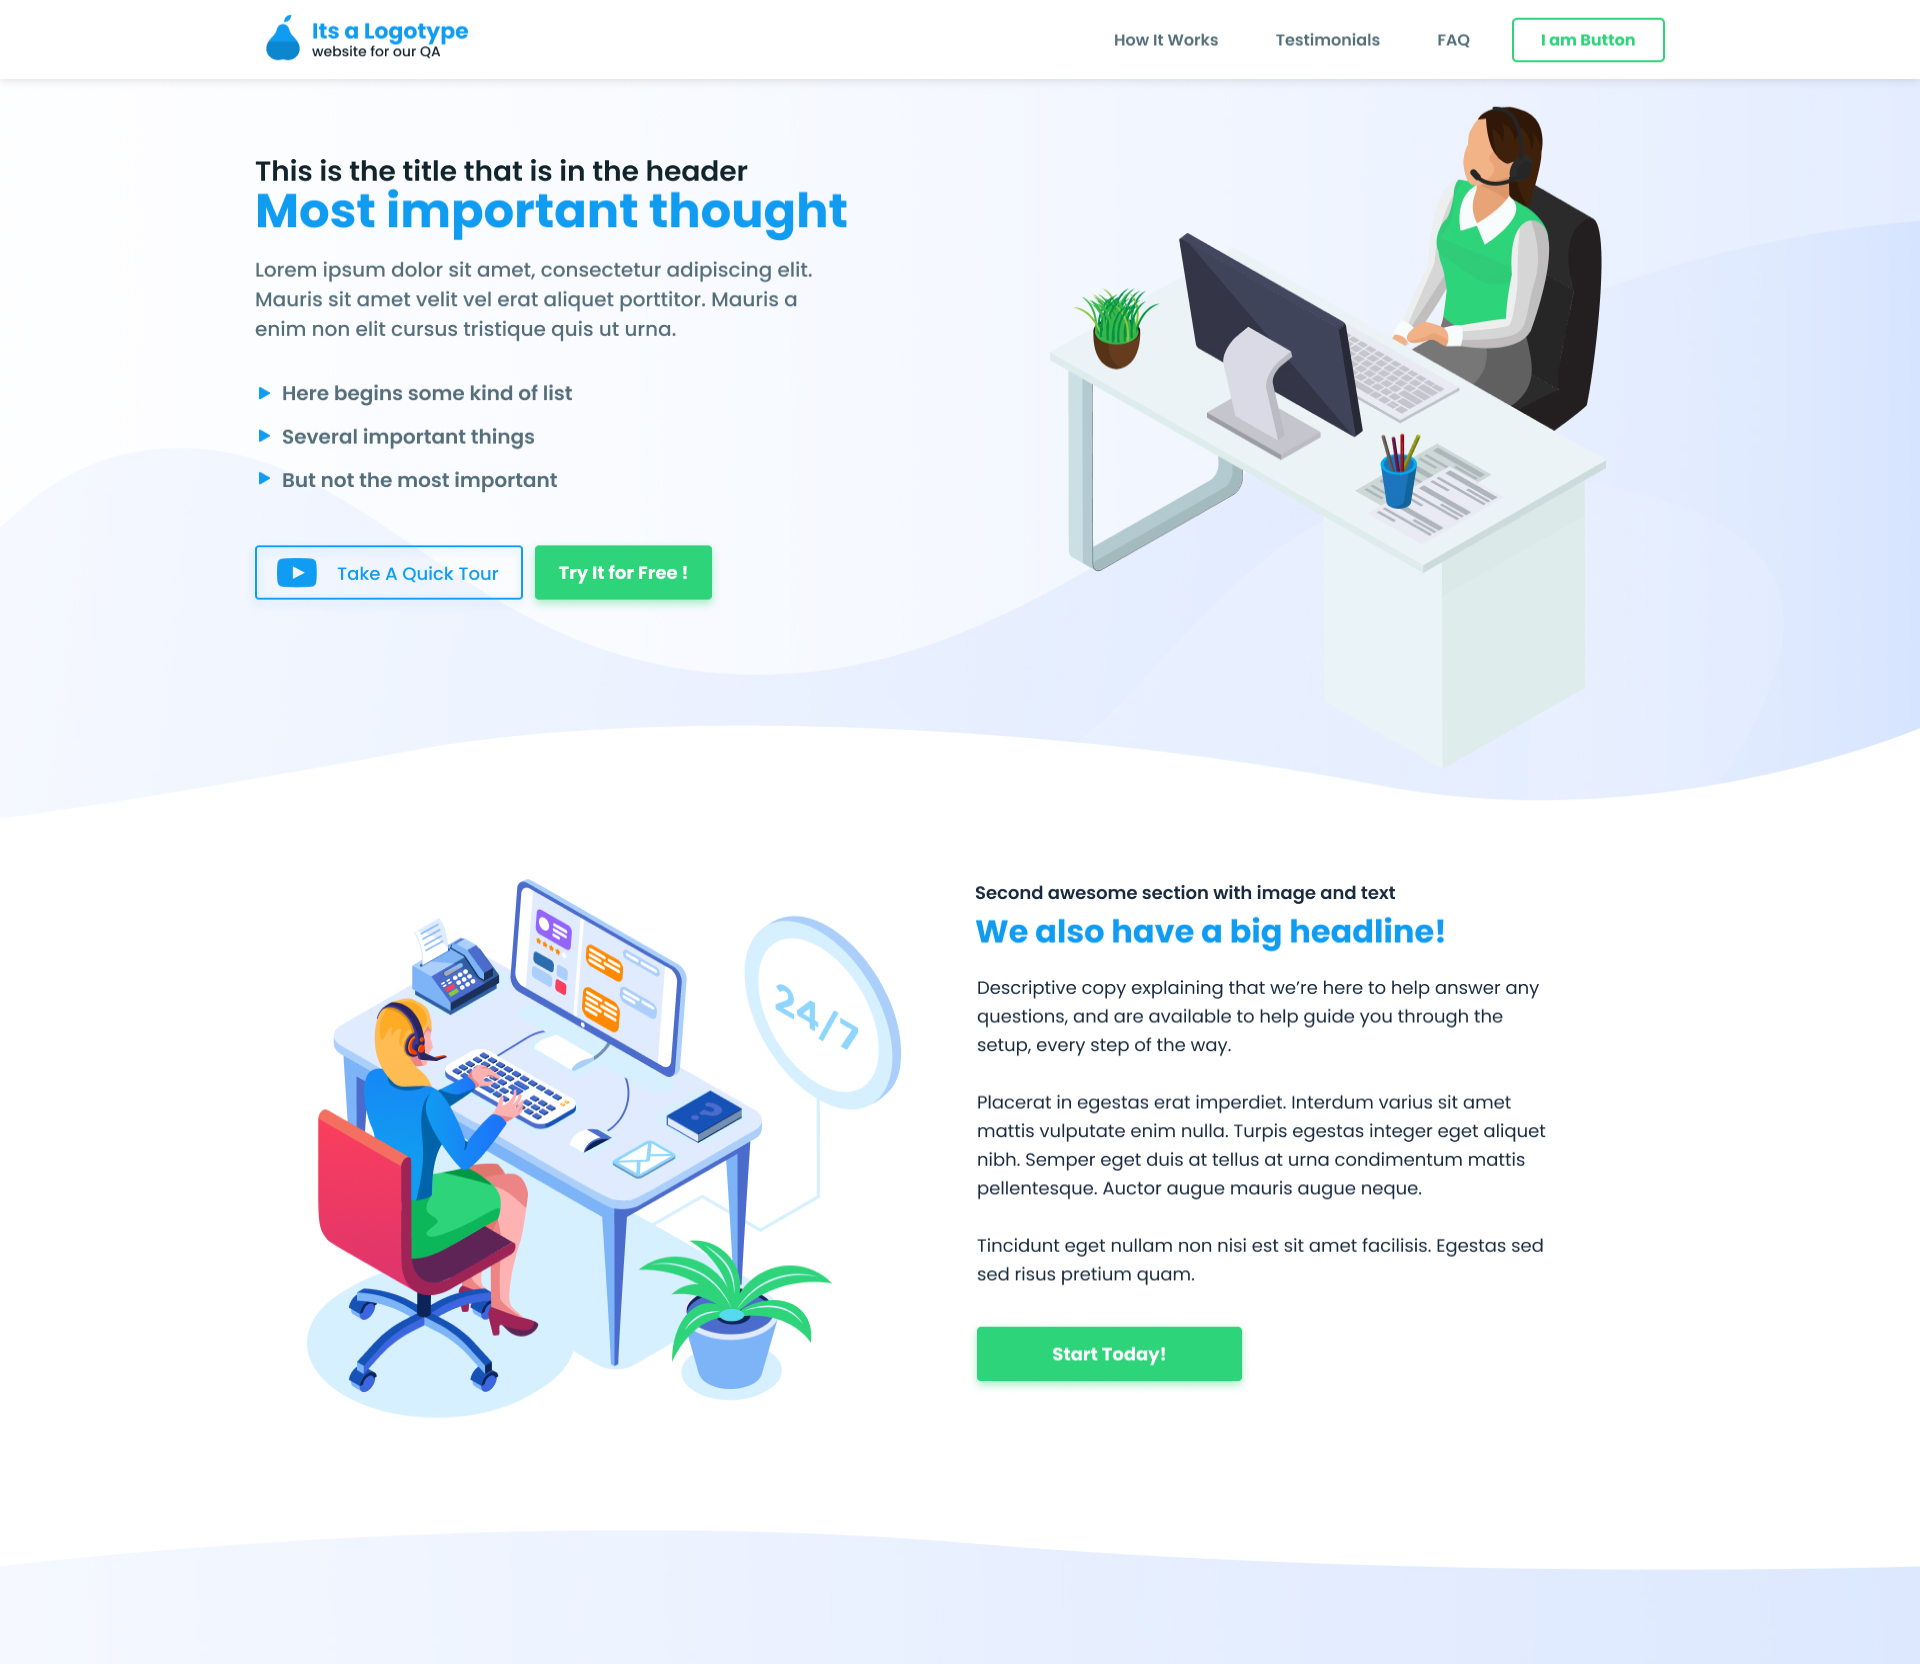 Its a Logotype
website for our QA
How It Works
Testimonials
FAQ
I am Button
This is the title that is in the header
Most important thought
Lorem ipsum dolor sit amet, consectetur adipiscing elit.
Mauris sit amet velit vel erat aliquet porttitor. Mauris a
enim non elit cursus tristique quis ut urna.
Here begins some kind of list
Several important things
But not the most important
Take A Quick Tour
Try It for Free !
24/7
?
Second awesome section with image and text
We also have a big headline!
Descriptive copy explaining that we’re here to help answer any
questions, and are available to help guide you through the
setup, every step of the way.
Placerat in egestas erat imperdiet. Interdum varius sit amet
mattis vulputate enim nulla. Turpis egestas integer eget aliquet
nibh. Semper eget duis at tellus at urna condimentum mattis
pellentesque. Auctor augue mauris augue neque.
Tincidunt eget nullam non nisi est sit amet facilisis. Egestas sed
sed risus pretium quam.
Start Today!